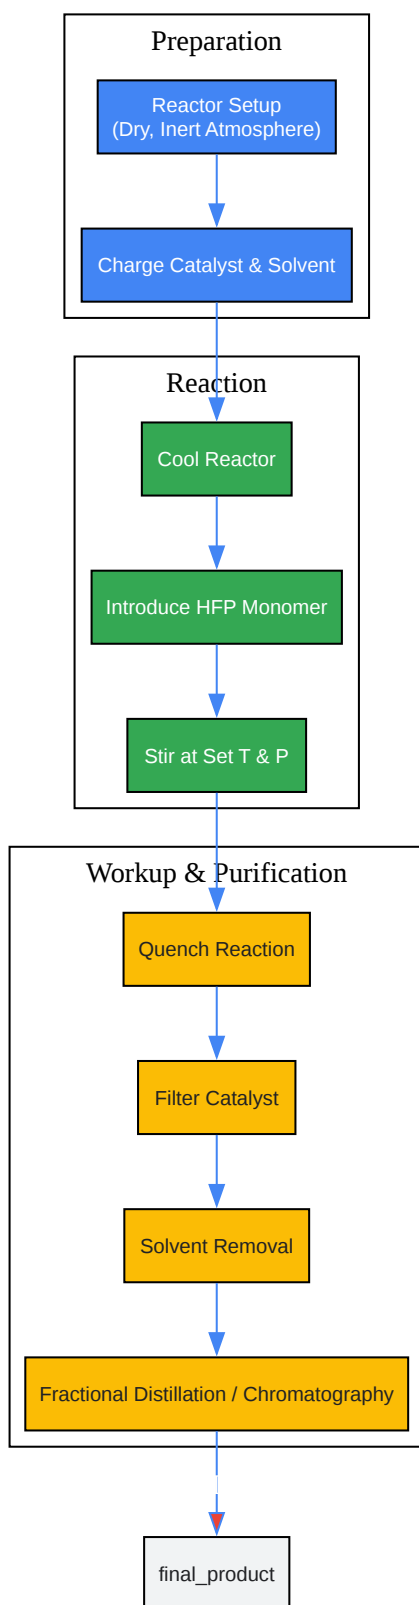 Preparation
Reactor Setup
(Dry, Inert Atmosphere)
Charge Catalyst & Solvent
Reaction
Cool Reactor
Introduce HFP Monomer
Stir at Set T & P
Workup & Purification
Quench Reaction
Filter Catalyst
Solvent Removal
Fractional Distillation / Chromatography
final_product